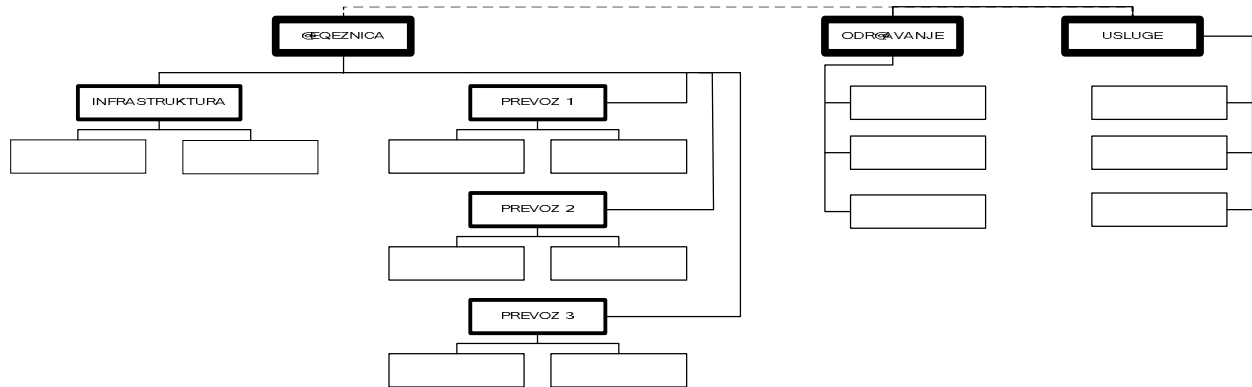 @EQEZNICA
ODR@AVANJE
USLUGE
INFRASTRUKTURA
PREVOZ 1
PREVOZ 2
PREVOZ 3